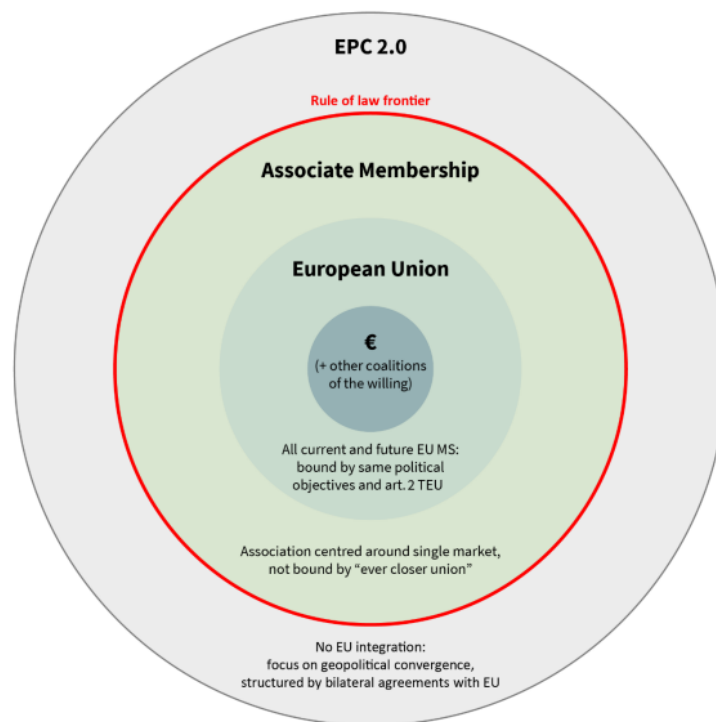 EPC 2.0
Rule of law frontier
Associate Membership
European Union
€
(+ other coalitions
of the willing)
All current and future EU MS:
bound by same political
objectives and art. 2 TEU
Association centred around single market,
not bound by “ever closer union”
No EU integration:
focus on geopolitical convergence,
structured by bilateral agreements with EU